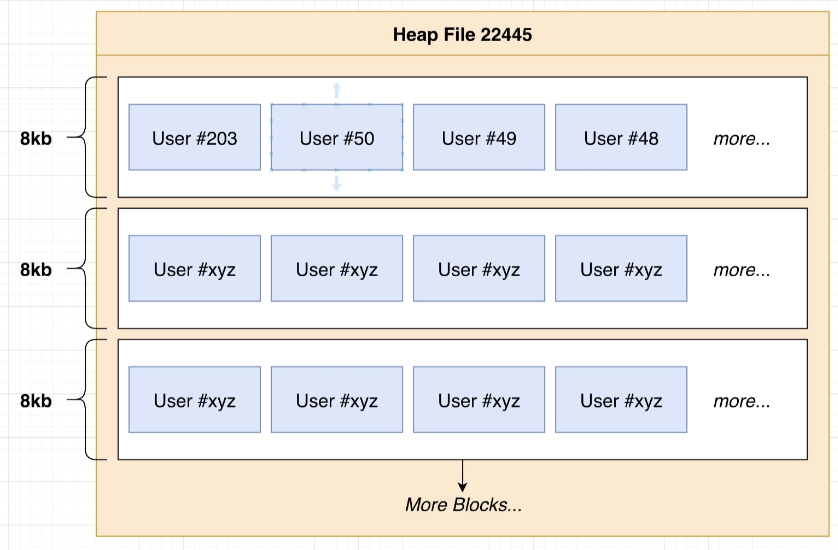 Heap File 22445
8kb
User #203
User #50
User #49
User #48
more...
8kb
User #xyz
User #xyz
User #xyz
User #xyz
more...
8kb
User #xyz
User #xyz
User #xyz
User #xyz
more...
More Blocks...